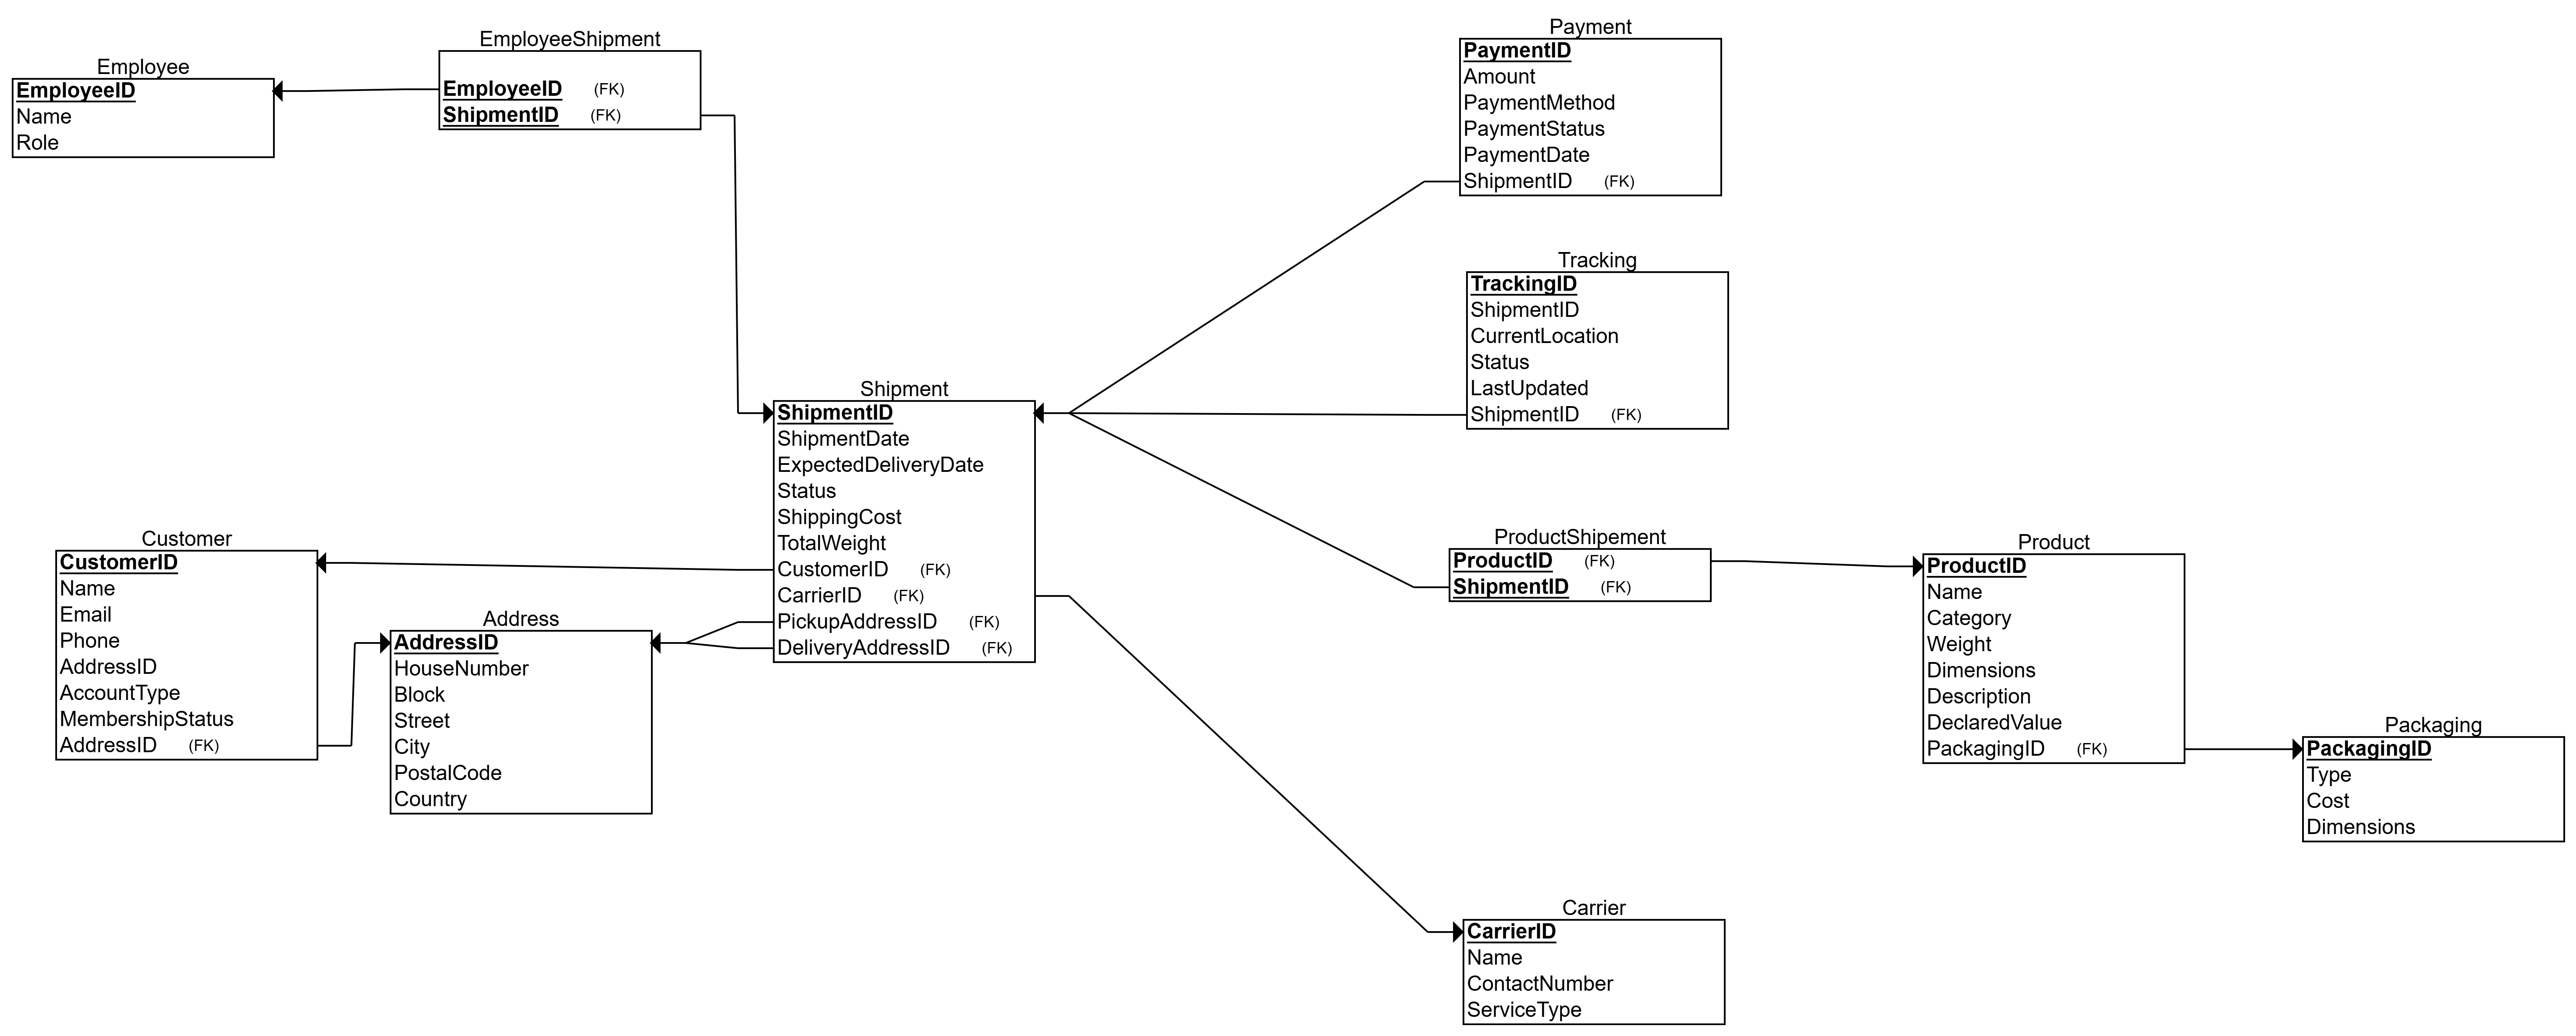 Employee
EmployeeID
Name
Role
EmployeeShipment
EmployeeID (FK)
ShipmentID (FK)
Payment
PaymentID
Amount
PaymentMethod
PaymentStatus
PaymentDate
ShipmentID (FK)
Tracking
TrackingID
ShipmentID
CurrentLocation
Status
LastUpdated
ShipmentID (FK)
Shipment
ShipmentID
ShipmentDate
ExpectedDeliveryDate
Status
ShippingCost
TotalWeight
CustomerID (FK)
CarrierID (FK)
PickupAddressID (FK)
DeliveryAddressID (FK)
Customer
CustomerID
Name
Email
Phone
AddressID
AccountType
MembershipStatus
AddressID (FK)
Address
AddressID
HouseNumber
Block
Street
City
PostalCode
Country
ProductShipement
ProductID (FK)
ShipmentID (FK)
Product
ProductID
Name
Category
Weight
Dimensions
Description
DeclaredValue
PackagingID (FK)
Packaging
PackagingID
Type
Cost
Dimensions
Carrier
CarrierID
Name
ContactNumber
ServiceType